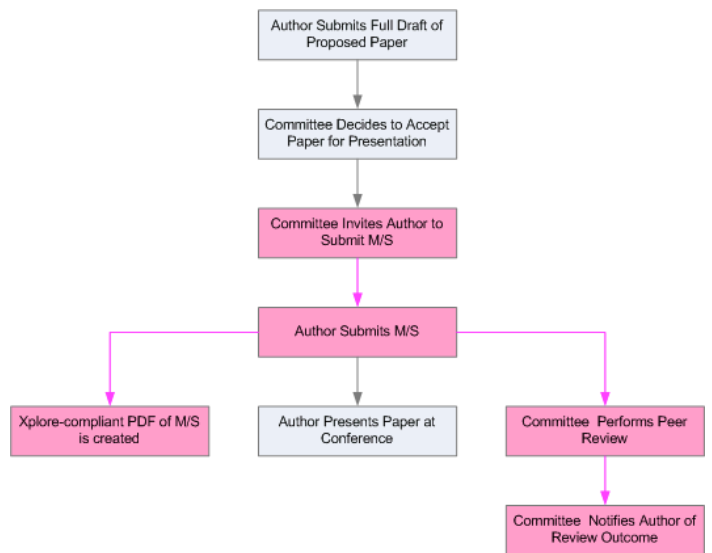 Author Submits Full Draft of
Proposed Paper
Committee Decides to Accept
Paper for Presentation
Committee Invites Author to
Submit M/S
Author Submits M/S
Xplore-compliant PDF of M/S
is created
Author Presents Paper at
Conference
Committee Performs Peer
Review
Committee Notifies Author of
Review Outcome